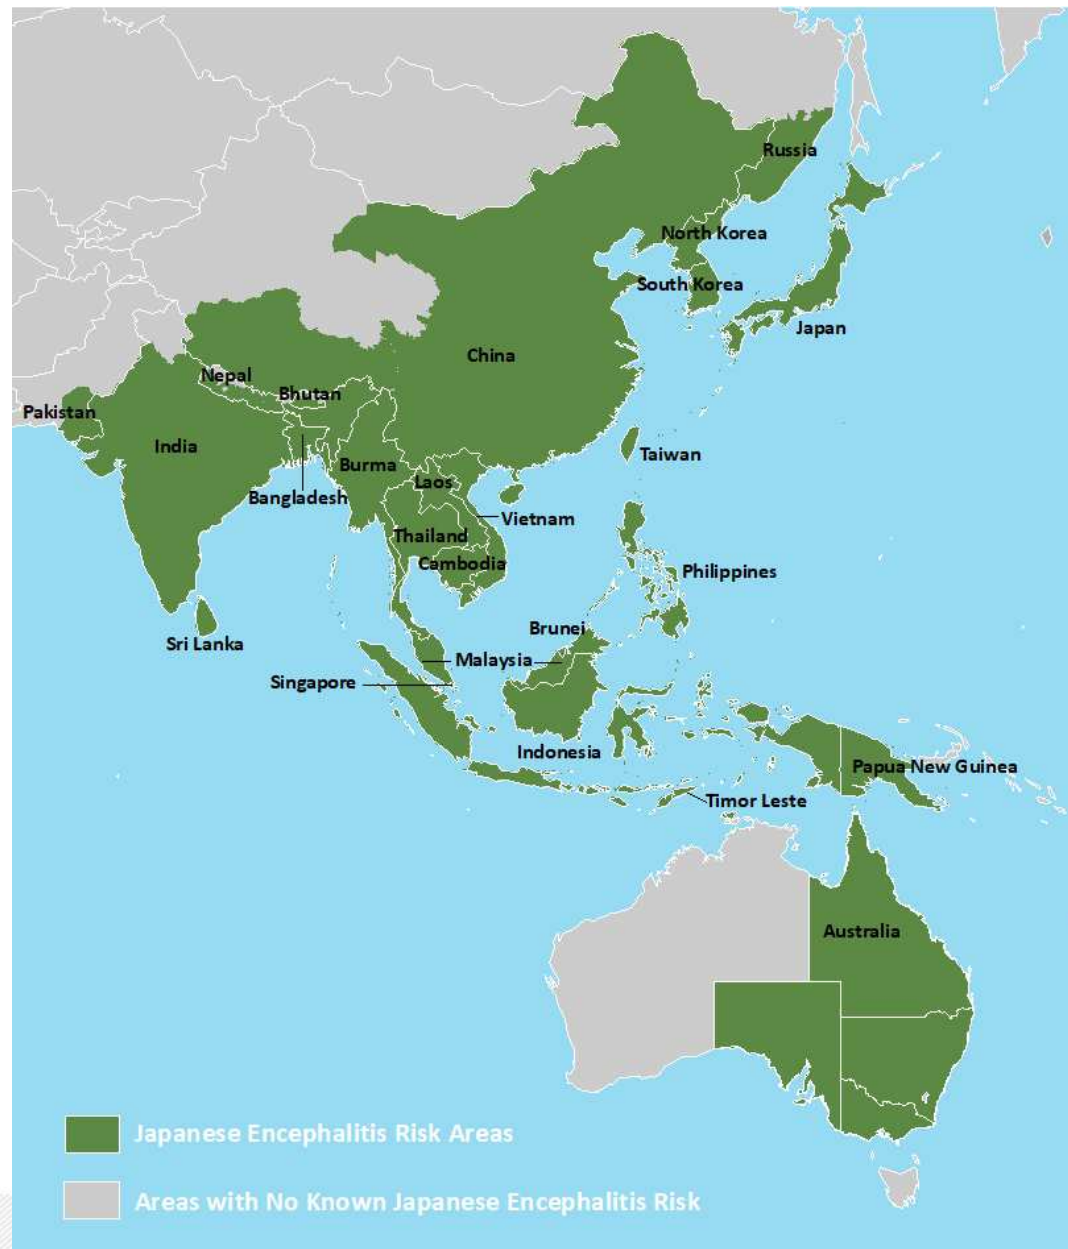 Russia
North Korea
South Korea
Japan
China
Nepal
Bhutan
Pakistan
India
Taiwan
Burma
Laos
Bangladesh
Vietnam
Thailand
Cambodia
Philippines
Brunei
Sri Lanka
Malaysia
Singapore
Indonesia
Papua New Guinea
Timor Leste
Australia
Japanese Encephalitis Risk Areas
Areas with No Known Japanese Encephalitis Risk